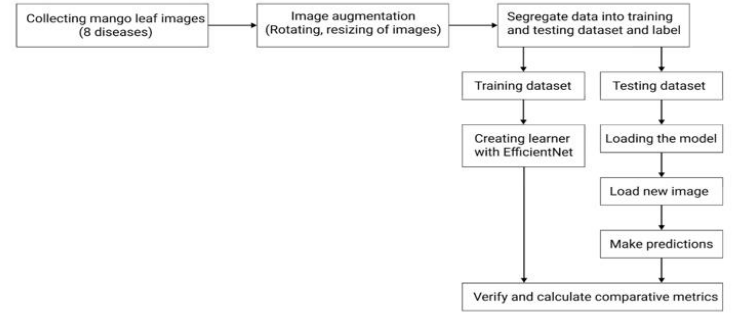 Collecting mango leaf images
(8 diseases)
Image augmentation
(Rotating, resizing of images)
Segregate data into training
and testing dataset and label
Training dataset
Testing dataset
Creating learner
with EfficientNet
Loading the model
Load new image
Make predictions
Verify and calculate comparative metrics